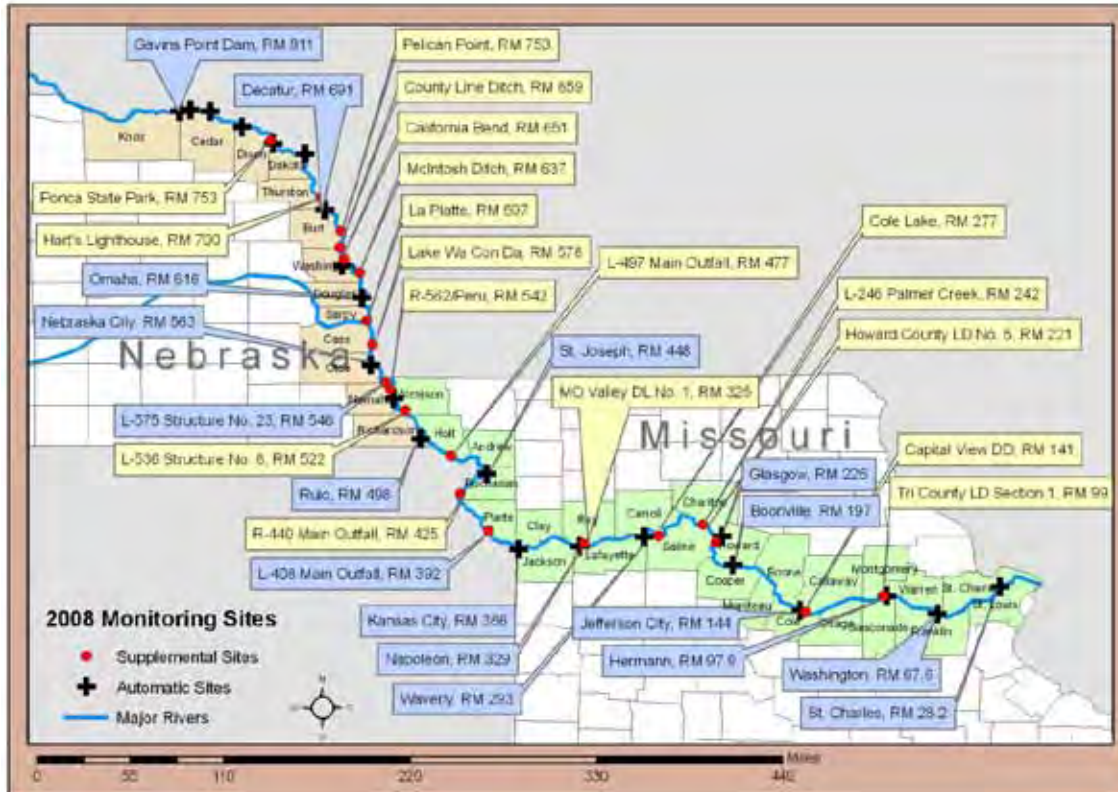 Gavins Point Dam, RM 811
Pelican Point, RM 753
Decatur, RM 691
County Line Ditch, RM 659
California Bend, RM 651
McIntosh Ditch, RM 637
La Platte, RM 597
Lake Wa Con Da, RM 576
R-562/Peru, RM 542
L-497 Main Outfall, RM 477
Cole Lake, RM 277
L-246 Palmer Creek, RM 242
Howard County LD No. 6, RM 221
Ponca State Park, RM 753
Hart's Lighthouse, RM 700
Omaha, RM 616
Nebraska City, RM 563
Nebraska
St. Joseph, RM 448
MO Valley DL No. 1, RM 326
Missouri
L-575 Structure No. 23, RM 546
L-536 Structure No. 8, RM 522
Rulo, RM 498
R-440 Main Outfall, RM 425
L-408 Main Outfall, RM 392
Capital View DD, RM 141
Glasgow, RM 226
Tri County LD Section 1, RM 99
Boonville, RM 197
Kansas City, RM 366
Napoleon, RM 329
Waverly, RM 293
Jefferson City, RM 144
Hermann, RM 97.9
Washington, RM 67.6
St. Charles, RM 28.2
Knox
Cedar
Dixon
Dakota
Thurston
Burt
Washington
Douglas
Sarpy
Cass
Otoe
Nemaha
Richardson
Atchison
Holt
Andrew
Buchanan
Platte
Clay
Jackson
Ray
Lafayette
Carroll
Saline
Chariton
Howard
Cooper
Boone
Moniteau
Cole
Callaway
Osage
Montgomery
Gasconade
Warren
Franklin
St. Charles
St. Louis
2008 Monitoring Sites
Supplemental Sites
Automatic Sites
Major Rivers
N
Miles
0 55 110 220 330 440